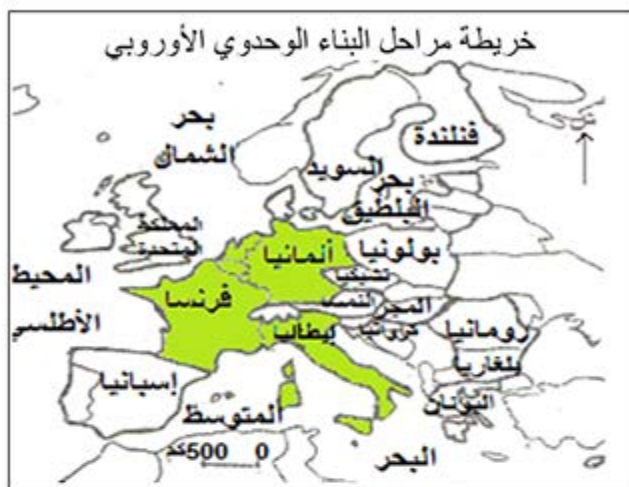 خريطة مراحل البناء الوحدوي الأوروبي
بحر
الشمال
فنلندة
السويد
بحر
البلطيق
المملكة
المتحدة
المحيط
الأطلسي
ألمانيا
بولونيا
تشيكيا
فرنسا
النمسا
المجر
إيطاليا
كرواتيا
رومانيا
بلغاريا
إسبانيا
اليونان
المتوسط
البحر
0 500كم